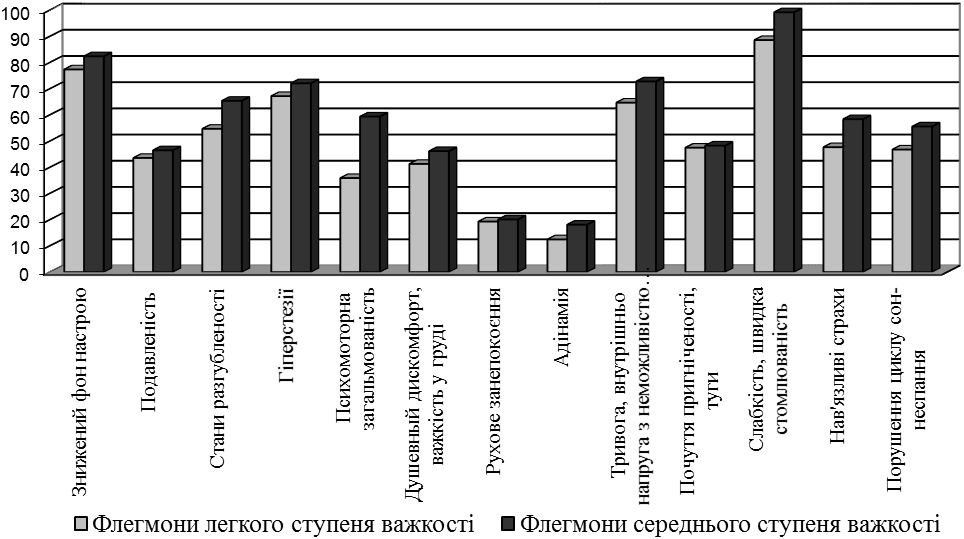 100
90
80
70
60
50
40
30
20
10
0
Знижений фон настрою
Подавленість
Стани разгубленості
Гіперстезії
Психомоторна
загальмованість
Душевный дискомфорт,
важкість у груді
Рухове занепокоєння
Адінамія
Тривога, внутрішньо
напруга з неможливістю…
Почуття пригніченості,
туги
Слабкість, швидка
стомлюваність
Нав'язливі страхи
Порушення циклу сон-
неспання
Флегмони легкого ступеня важкості
Флегмони середнього ступеня важкості